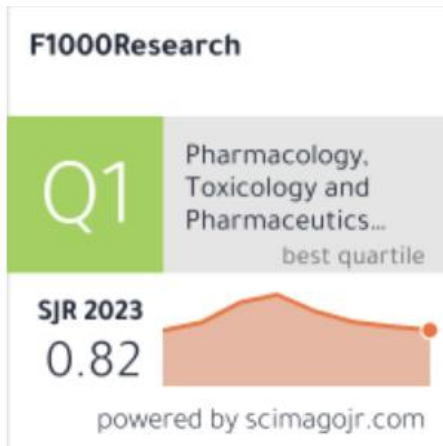 F1000Research
Q1
Pharmacology,
Toxicology and
Pharmaceutics...
best quartile
SJR 2023
0.82
powered by scimagojr.com